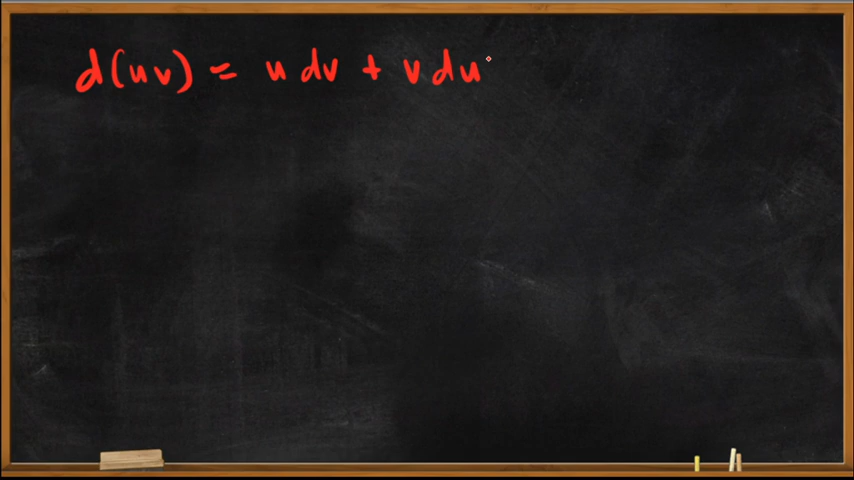 d(uv) = u dv + v du